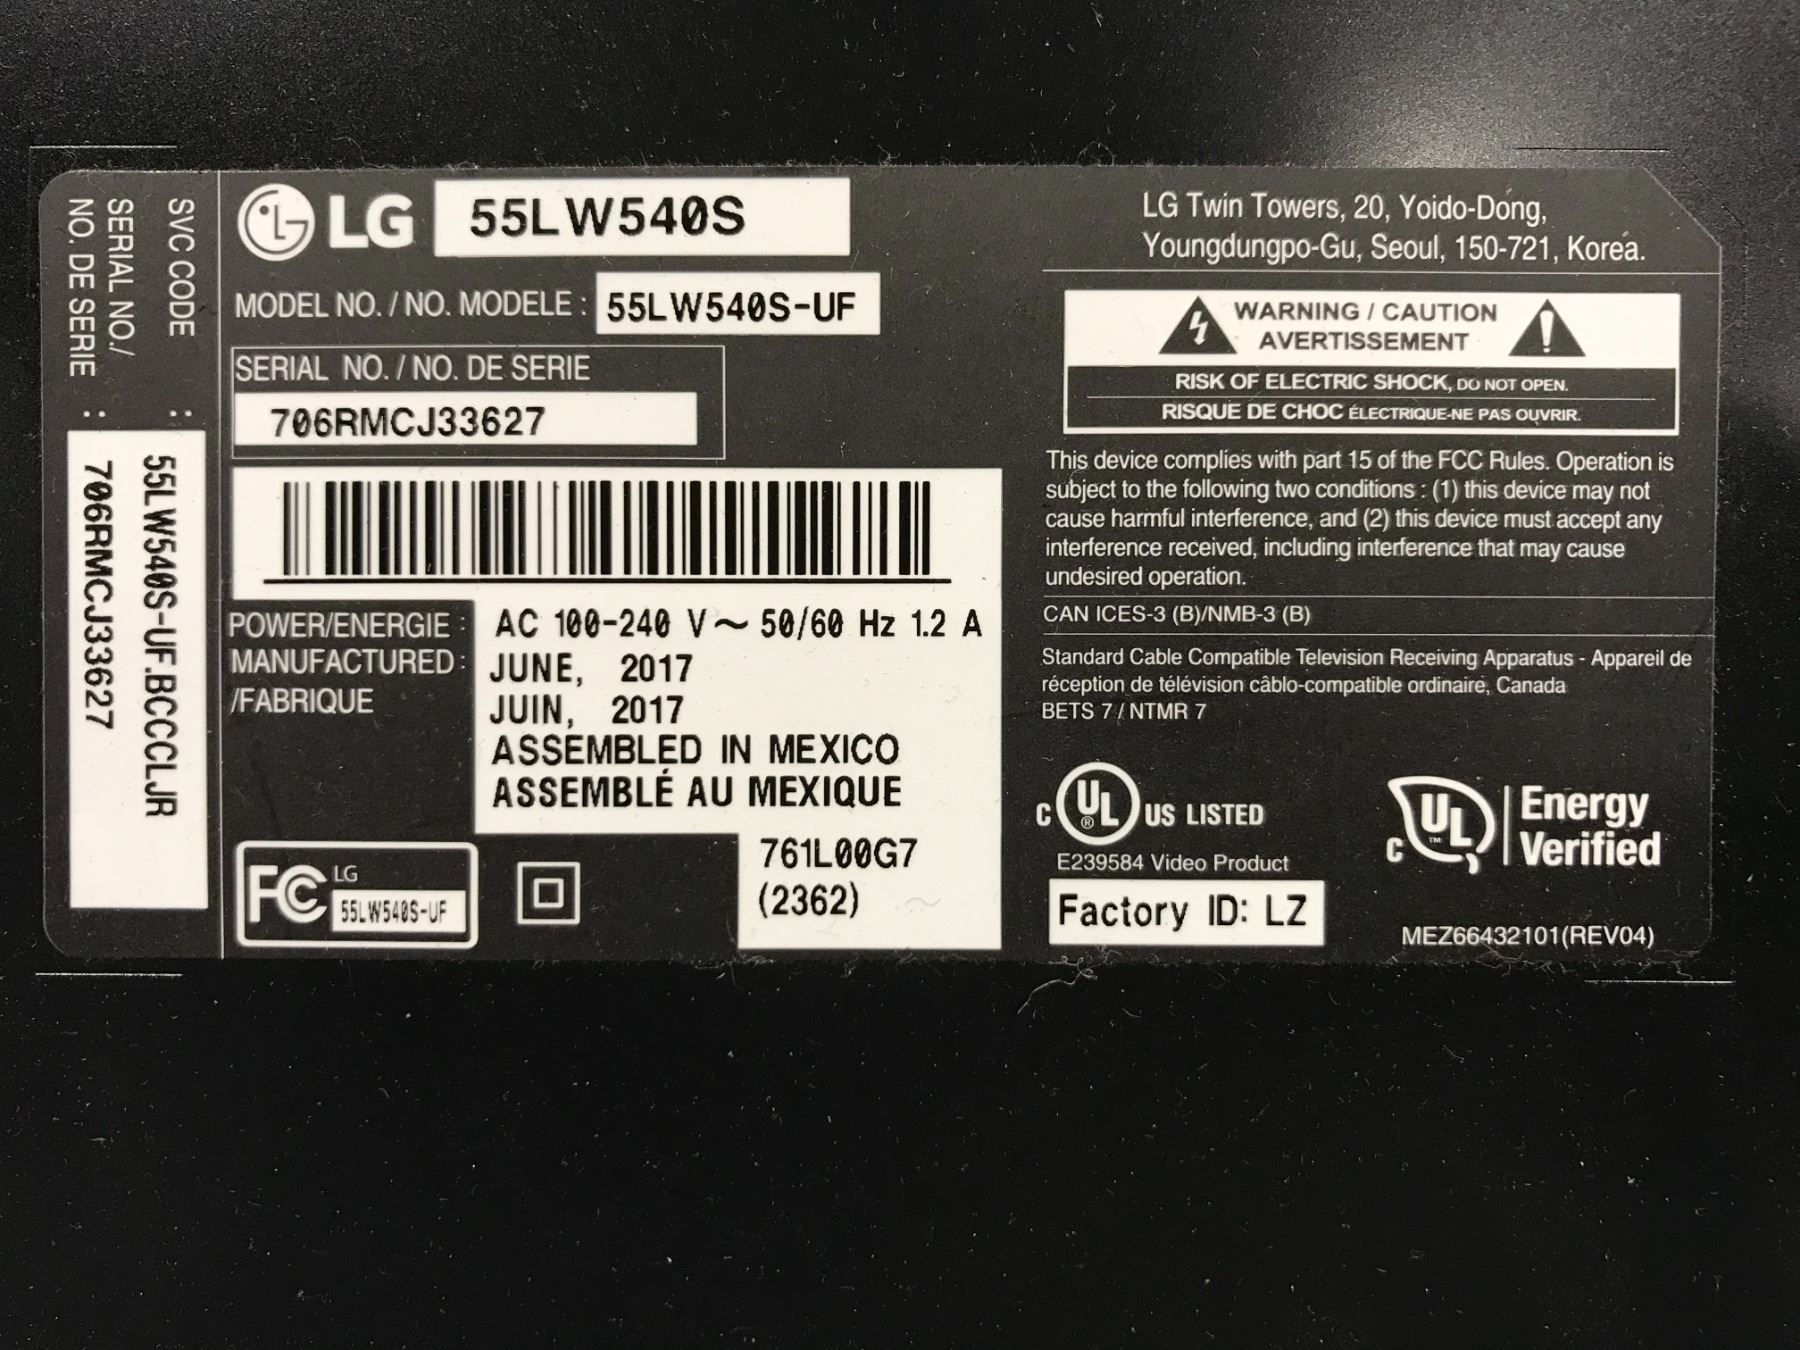 SVC CODE : 55LW540S-UF.BCCCLJR
SERIAL NO./
NO. DE SERIE : 706RMCJ33627
LG 55LW540S
MODEL NO. / NO. MODELE : 55LW540S-UF
SERIAL NO. / NO. DE SERIE
706RMCJ33627
POWER/ENERGIE : AC 100-240 V ~ 50/60 Hz 1.2 A
MANUFACTURED : JUNE, 2017
/FABRIQUE JUIN, 2017
ASSEMBLED IN MEXICO
ASSEMBLÉ AU MEXIQUE
761L00G7
(2362)
FC LG
55LW540S-UF
LG Twin Towers, 20, Yoido-Dong,
Youngdungpo-Gu, Seoul, 150-721, Korea.
WARNING / CAUTION
AVERTISSEMENT
RISK OF ELECTRIC SHOCK, DO NOT OPEN.
RISQUE DE CHOC ÉLECTRIQUE-NE PAS OUVRIR.
This device complies with part 15 of the FCC Rules. Operation is
subject to the following two conditions : (1) this device may not
cause harmful interference, and (2) this device must accept any
interference received, including interference that may cause
undesired operation.
CAN ICES-3 (B)/NMB-3 (B)
Standard Cable Compatible Television Receiving Apparatus - Appareil de
réception de télévision câblo-compatible ordinaire, Canada
BETS 7 / NTMR 7
C UL ® US LISTED
E239584 Video Product
Factory ID: LZ
C UL ™ Energy
Verified
MEZ66432101(REV04)